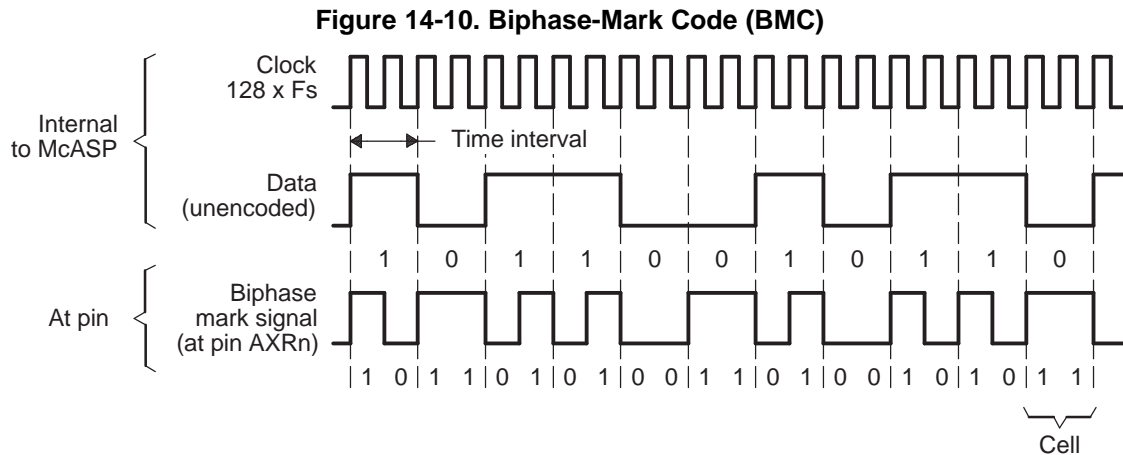 Figure 14-10. Biphase-Mark Code (BMC)
Clock
128 x Fs
Internal
to McASP
Time interval
Data
(unencoded)
1 0 1 1 0 0 1 0 1 1 0
At pin
Biphase
mark signal
(at pin AXRn)
1 0 1 1 0 1 0 1 0 0 1 1 0 1 0 0 1 0 1 0 1 1
Cell